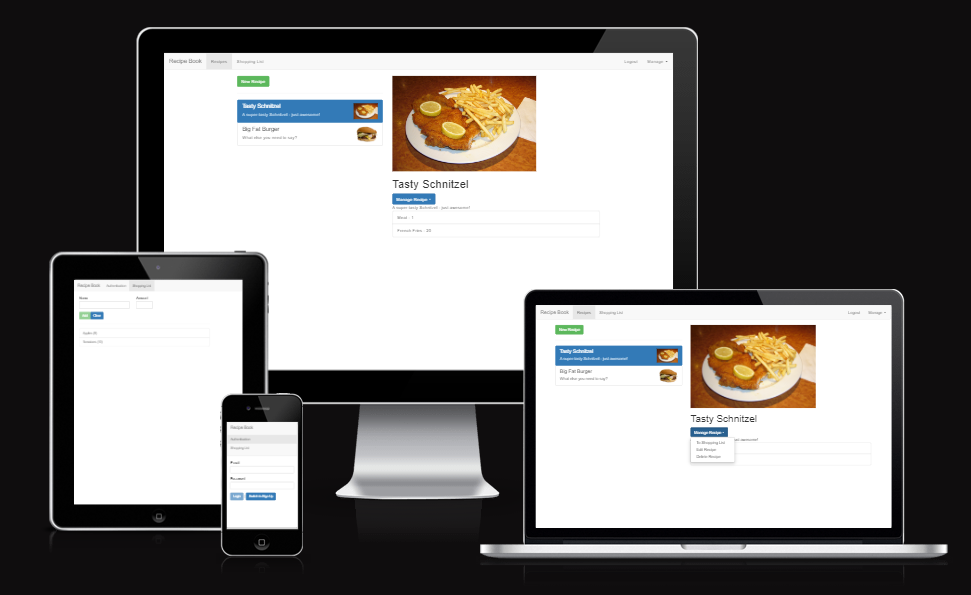 Recipe Book Recipes Shopping List Logout Manage
New Recipe
Tasty Schnitzel
A super-tasty Schnitzel - just awesome!
Big Fat Burger
What else you need to say?
Tasty Schnitzel
Manage Recipe
A super-tasty Schnitzel - just awesome!
Meat - 1
French Fries - 20
Recipe Book Authentication Shopping List
Name Amount
Add Clear
Apples (5)
Tomatoes (10)
Recipe Book
Authentication
Shopping List
Email
Password
Login Switch to Sign Up
Recipe Book Recipes Shopping List Logout Manage
New Recipe
Tasty Schnitzel
A super-tasty Schnitzel - just awesome!
Big Fat Burger
What else you need to say?
Tasty Schnitzel
Manage Recipe
just awesome!
To Shopping List
Edit Recipe
Delete Recipe